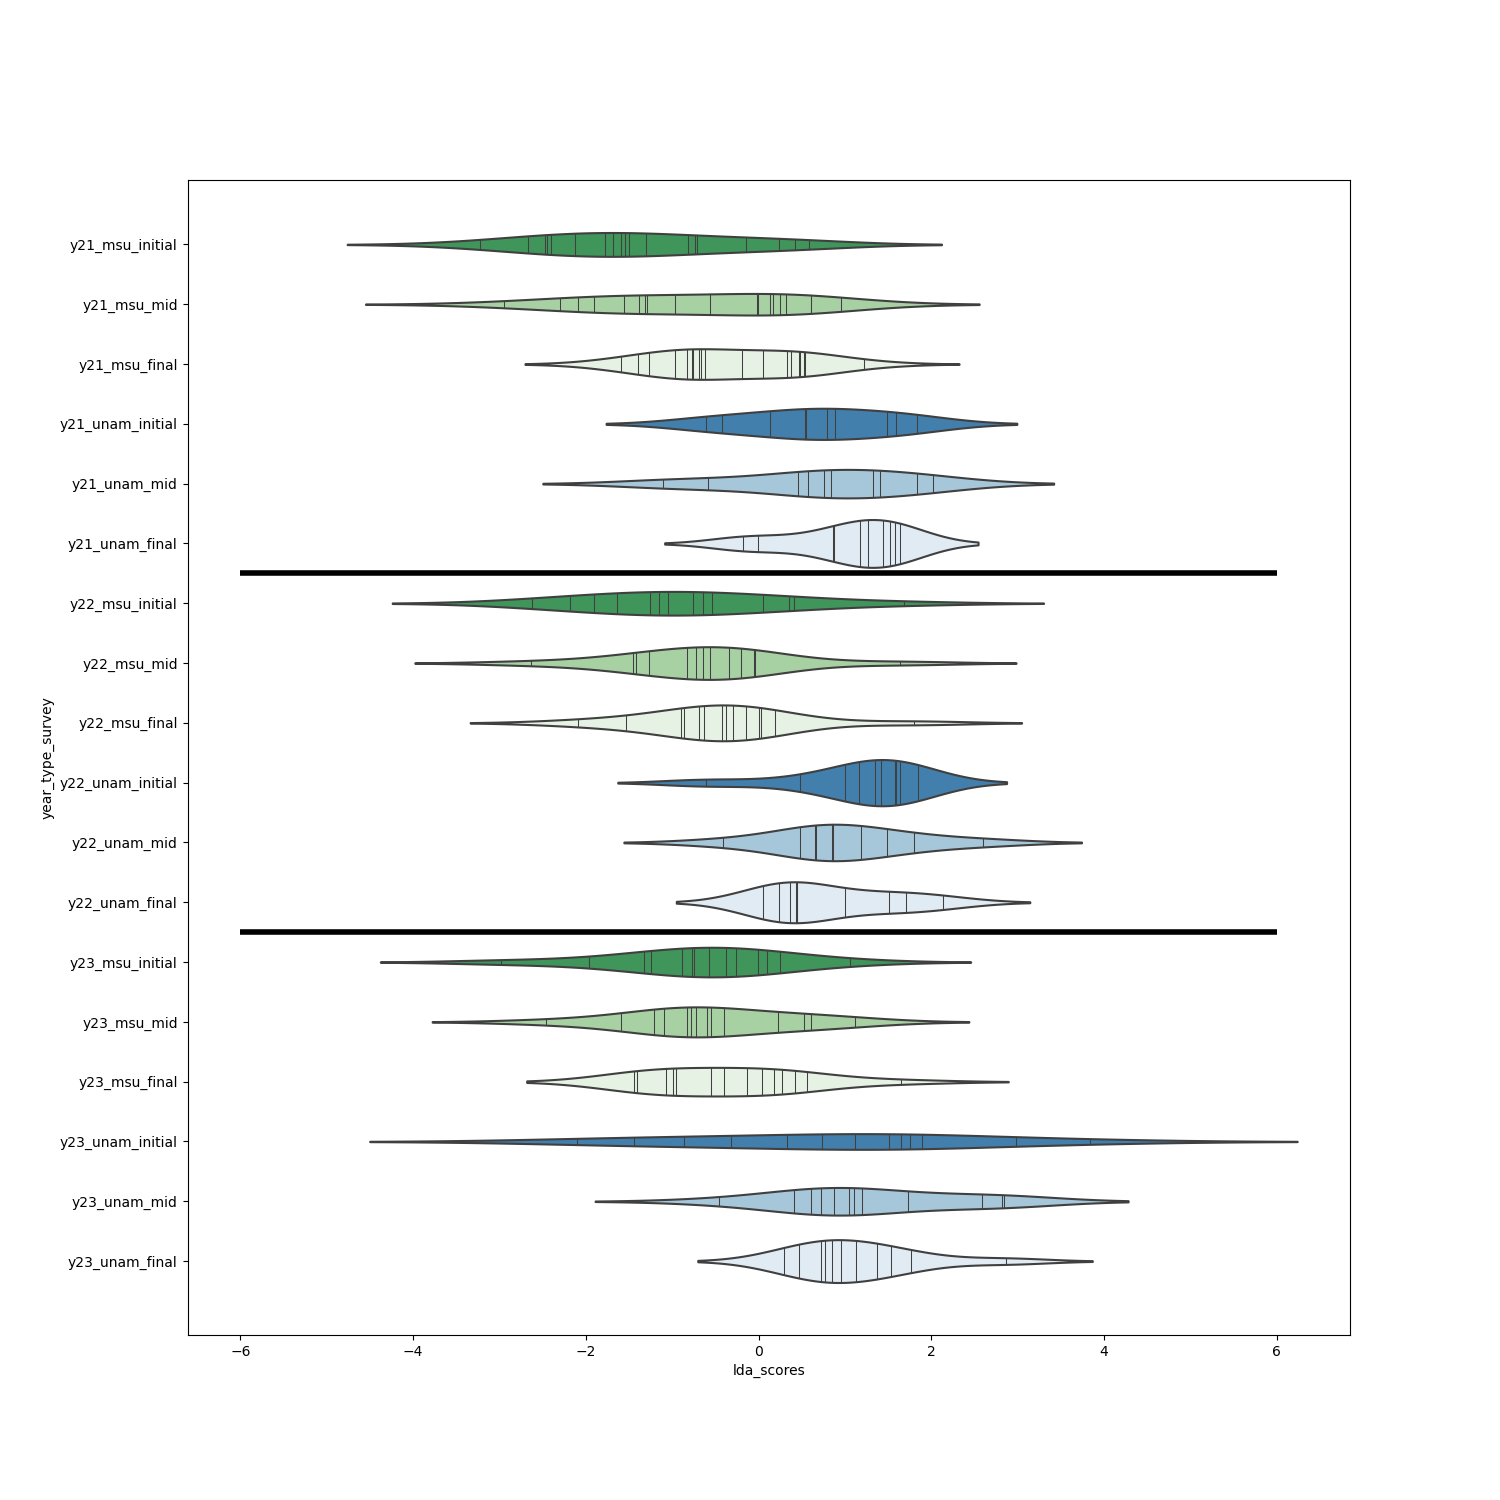 y21_msu_initial
y21_msu_mid
y21_msu_final
y21_unam_initial
y21_unam_mid
y21_unam_final
y22_msu_initial
y22_msu_mid
y22_msu_final
y22_unam_initial
y22_unam_mid
y22_unam_final
y23_msu_initial
y23_msu_mid
y23_msu_final
y23_unam_initial
y23_unam_mid
y23_unam_final
year_type_survey
−6 −4 −2 0 2 4 6
lda_scores